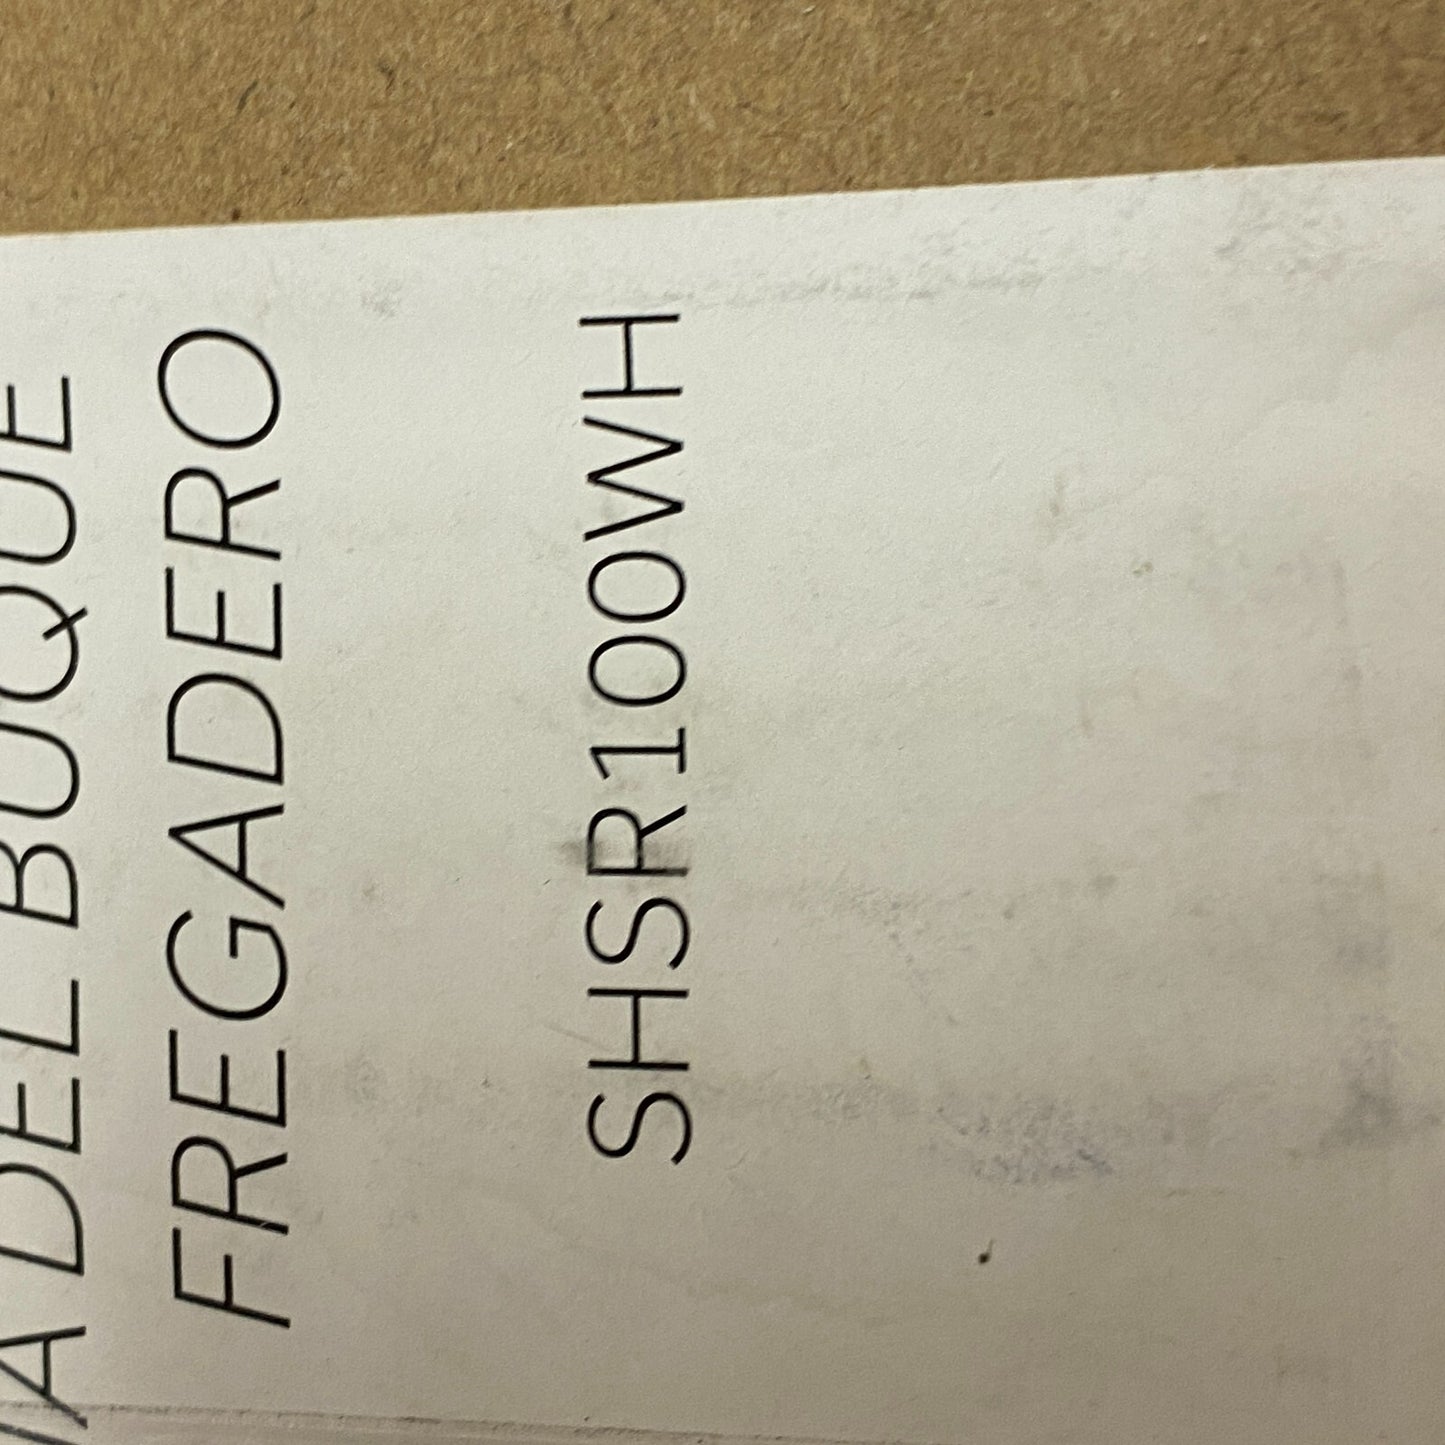 A DEL BUQUE
FREGADERO
SHSR100WH